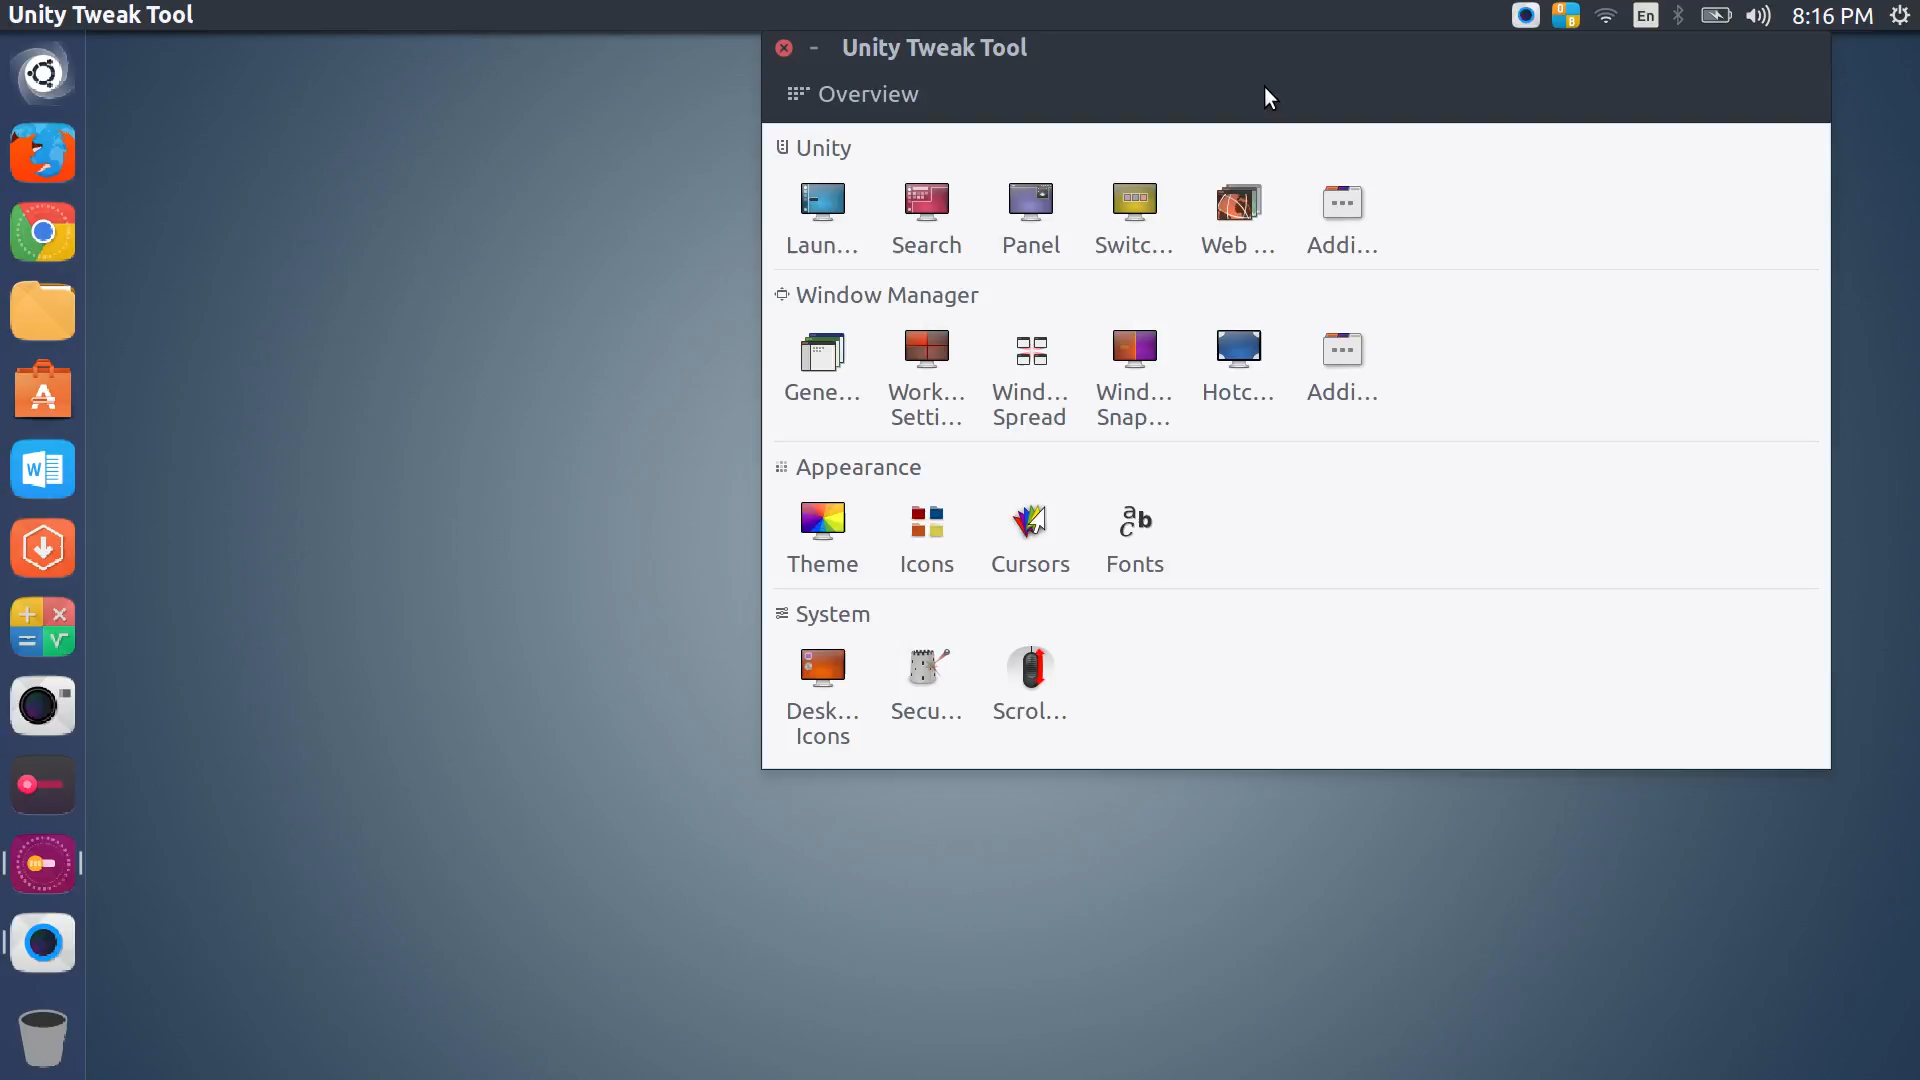 Unity Tweak Tool
En
8:16 PM
Unity Tweak Tool
Overview
Unity
Laun...
Search
Panel
Switc...
Web ...
Addi...
Window Manager
Gene...
Work...
Setti...
Wind...
Spread
Wind...
Snap...
Hotc...
Addi...
Appearance
Theme
Icons
Cursors
Fonts
System
Desk...
Icons
Secu...
Scrol...